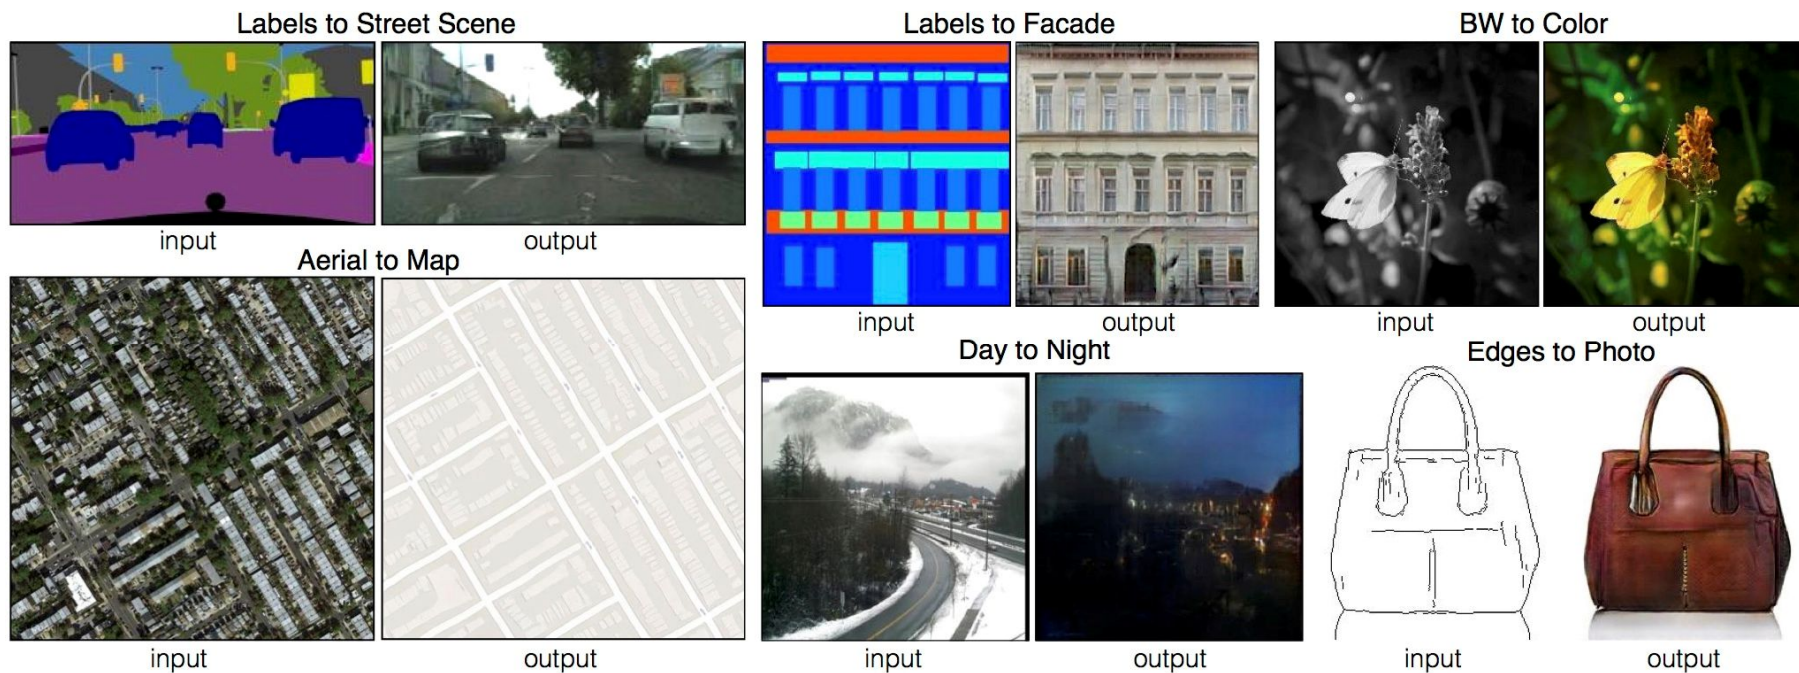 Labels to Street Scene
input
output
Aerial to Map
input
output
Labels to Facade
input
output
BW to Color
input
output
Day to Night
input
output
Edges to Photo
input
output